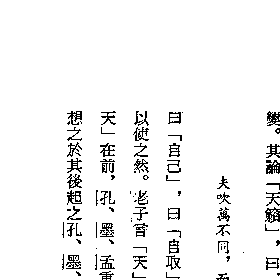 變。其論「天籟」，曰
夫吹萬不同，
曰「自己」，曰「自取」
以使之然。老子言「天」
天」在前，孔、墨、孟
想之於其後起之孔、墨、